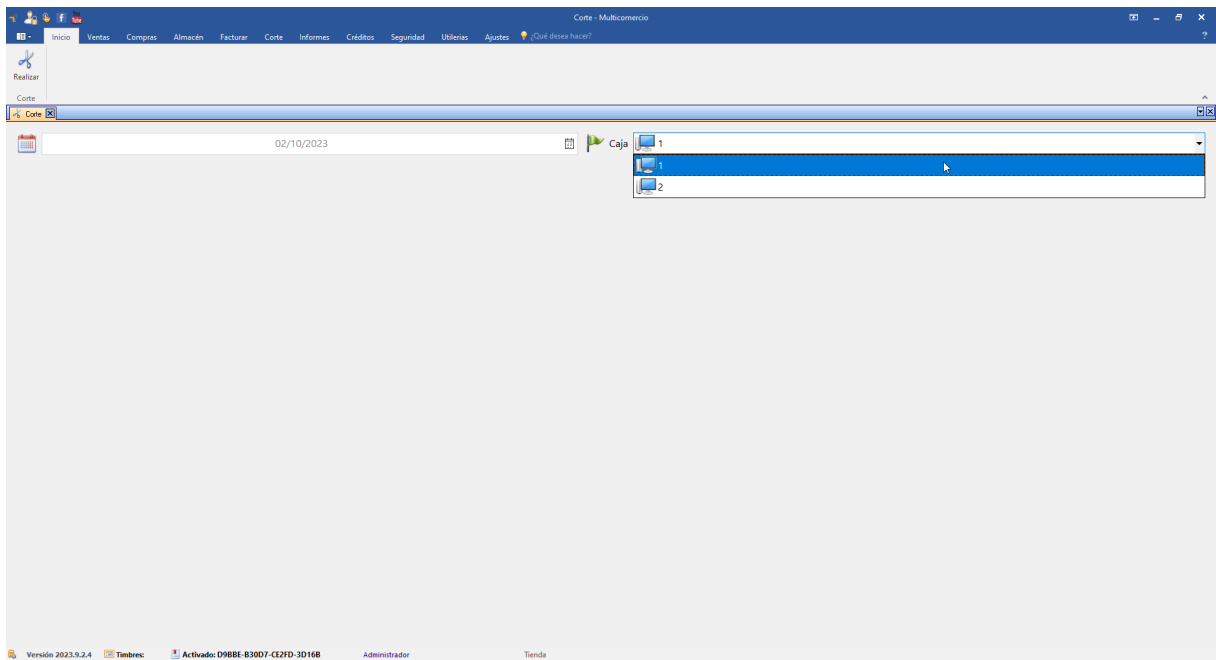 Corte - Multicomercio
Inicio Ventas Compras Almacén Facturar Corte Informes Créditos Seguridad Utilerias Ajustes ¿Qué desea hacer? ?
Realizar
Corte
Corte
02/10/2023 Caja 1
1
2
Versión 2023.9.2.4 Timbres: Activado: D9BBE-B30D7-CE2FD-3D16B Administrador Tienda